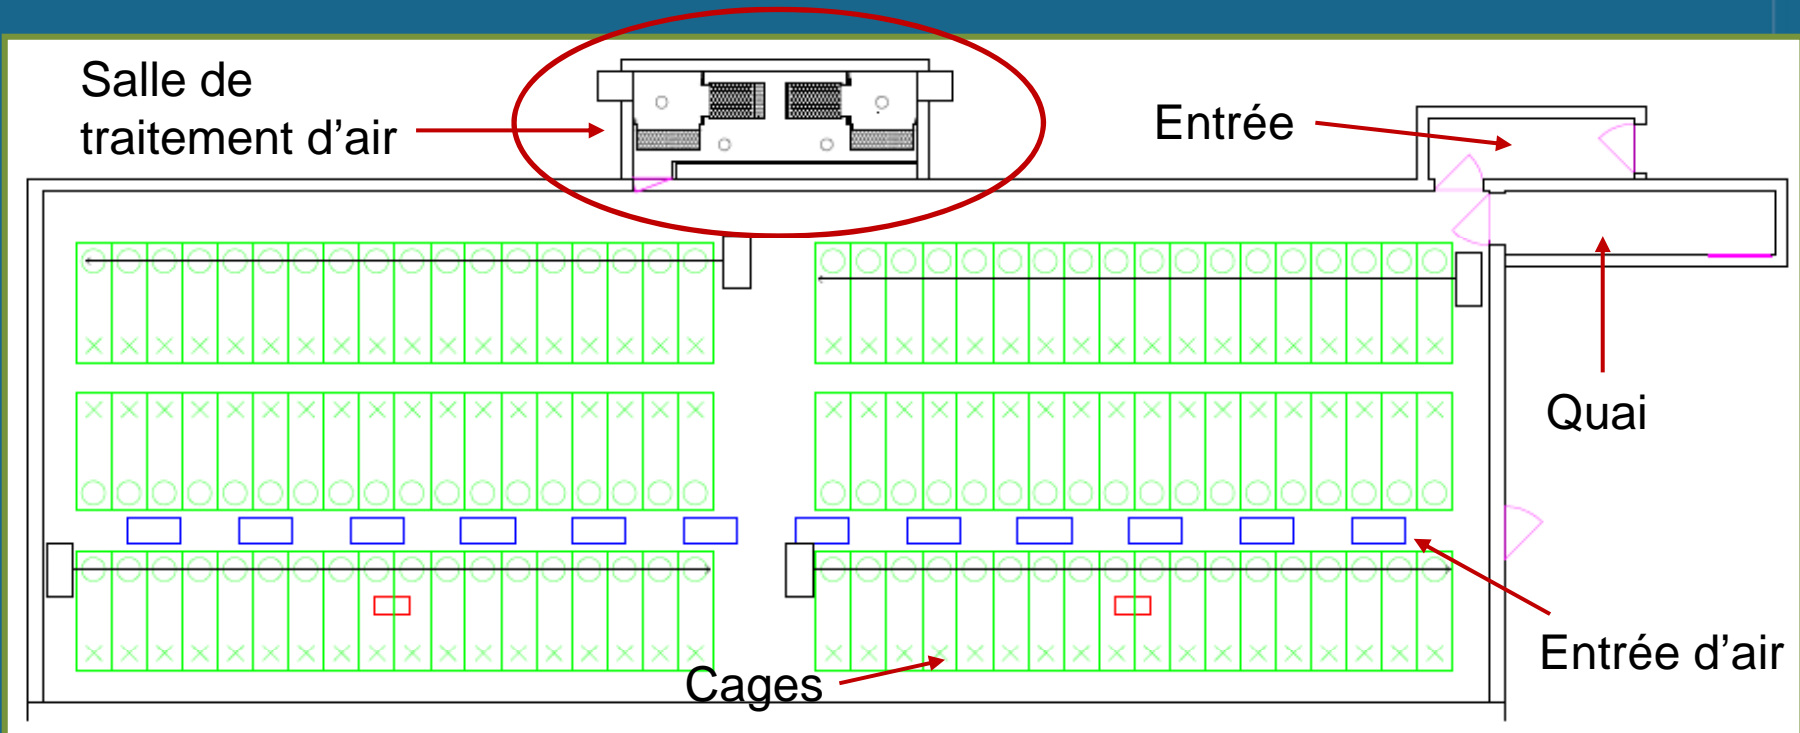 Salle de
traitement d'air
Entrée
Quai
Entrée d'air
Cages